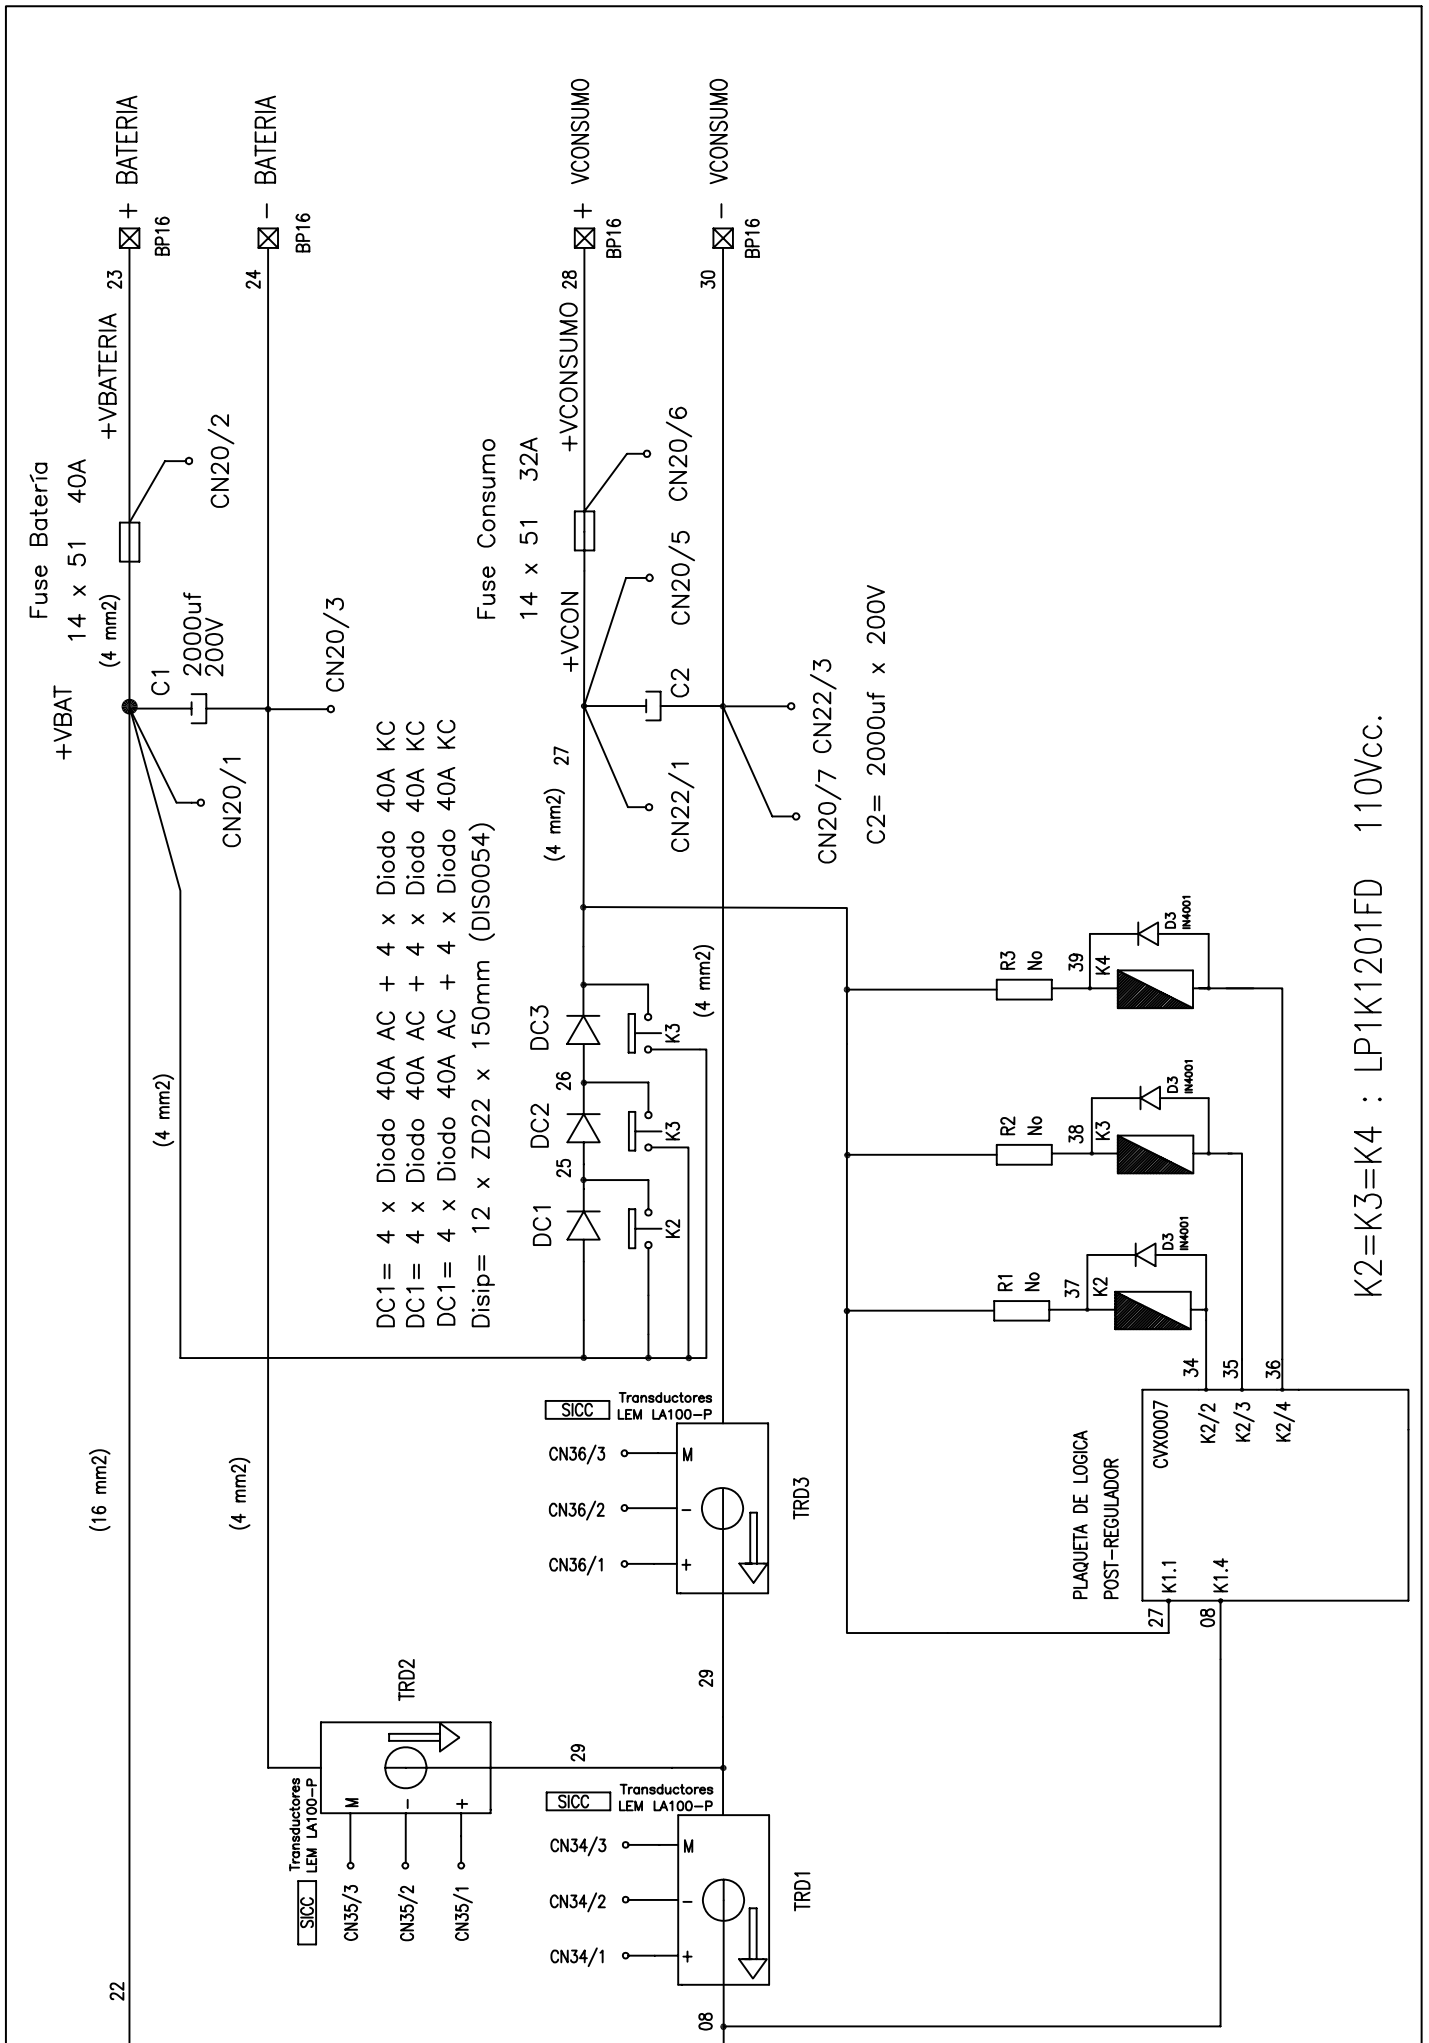 + BATERIA
BP16
23
+VBATERIA
Fuse Batería
14 x 51 40A
(4 mm2)
CN20/2
+VBAT
C1
2000uf
200V
CN20/1
(4 mm2)
(16 mm2)
22
- BATERIA
BP16
24
CN20/3
(4 mm2)
DC1= 4 x Diodo 40A AC + 4 x Diodo 40A KC
DC1= 4 x Diodo 40A AC + 4 x Diodo 40A KC
DC1= 4 x Diodo 40A AC + 4 x Diodo 40A KC
Disip= 12 x ZD22 x 150mm (DIS0054)
+ VCONSUMO
BP16
28
+VCONSUMO
Fuse Consumo
14 x 51 32A
CN20/6
CN20/5
+VCON
C2
27
(4 mm2)
CN22/1
- VCONSUMO
BP16
30
CN20/7 CN22/3
C2= 2000uf x 200V
(4 mm2)
DC1
25
DC2
26
DC3
K2
K3
K3
SICC
Transductores
LEM LA100-P
CN36/3
CN36/2
CN36/1
M
-
+
TRD3
29
TRD2
29
SICC
Transductores
LEM LA100-P
M
-
+
CN35/3
CN35/2
CN35/1
SICC
Transductores
LEM LA100-P
CN34/3
CN34/2
CN34/1
M
-
+
TRD1
08
R1
No
37
K2
D3
IN4001
R2
No
38
K3
D3
IN4001
R3
No
39
K4
D3
IN4001
34
35
36
PLAQUETA DE LOGICA
POST-REGULADOR
CVX0007
K2/2
K2/3
K2/4
K1.1
K1.4
27
08
K2=K3=K4 : LP1K1201FD 110Vcc.